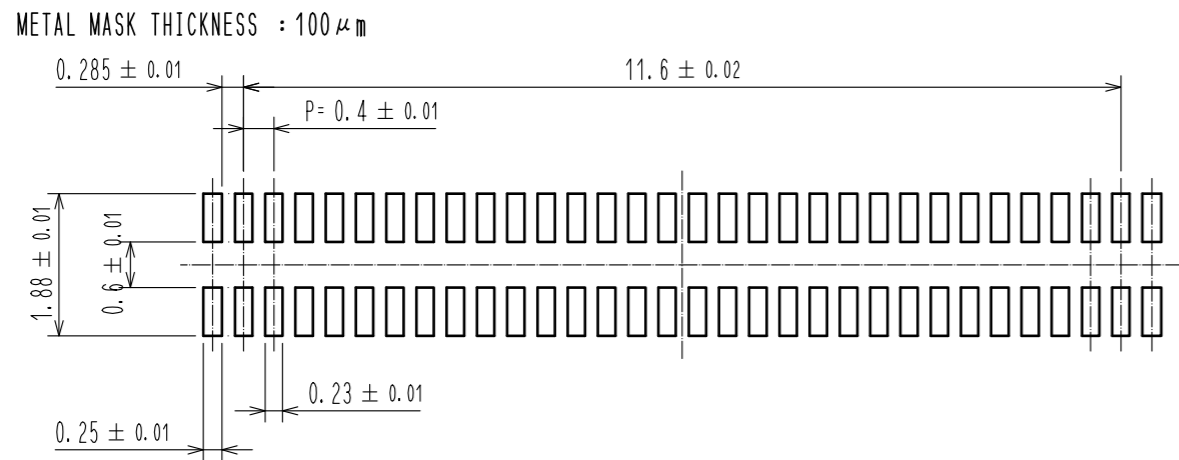 METAL MASK THICKNESS : 100μm
0.285 ± 0.01
11.6 ± 0.02
P= 0.4 ± 0.01
1.88 ± 0.01
0.6 ± 0.01
0.23 ± 0.01
0.25 ± 0.01